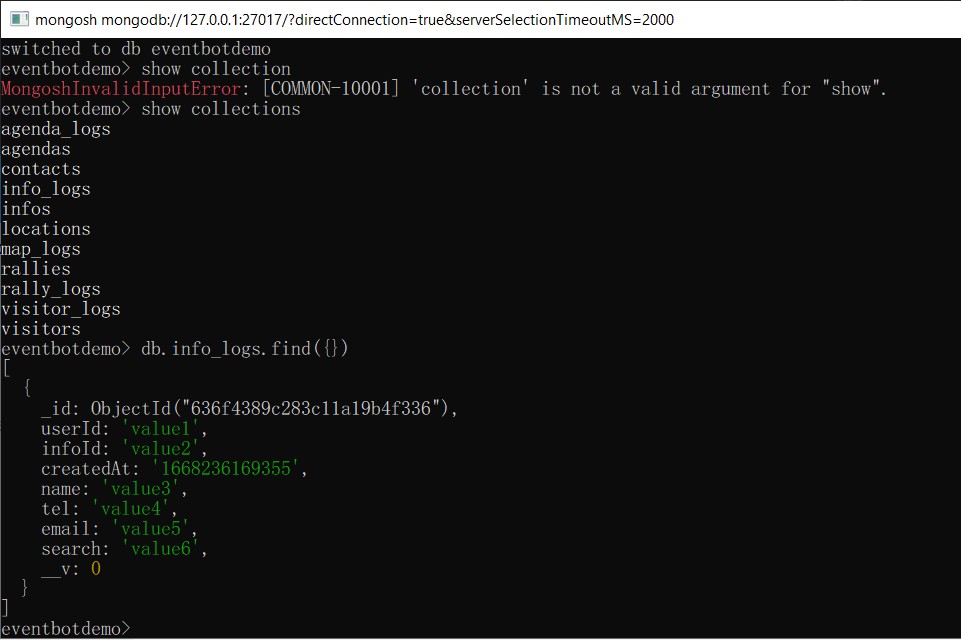 mongosh mongodb://127.0.0.1:27017/?directConnection=true&serverSelectionTimeoutMS=2000
switched to db eventbotdemo
eventbotdemo> show collection
MongoshInvalidInputError: [COMMON-10001] 'collection' is not a valid argument for "show".
eventbotdemo> show collections
agenda_logs
agendas
contacts
info_logs
infos
locations
map_logs
rallies
rally_logs
visitor_logs
visitors
eventbotdemo> db.info_logs.find({})
[
  {
    _id: ObjectId("636f4389c283c11a19b4f336"),
    userId: 'value1',
    infoId: 'value2',
    createdAt: '1668236169355',
    name: 'value3',
    tel: 'value4',
    email: 'value5',
    search: 'value6',
    __v: 0
  }
]
eventbotdemo>